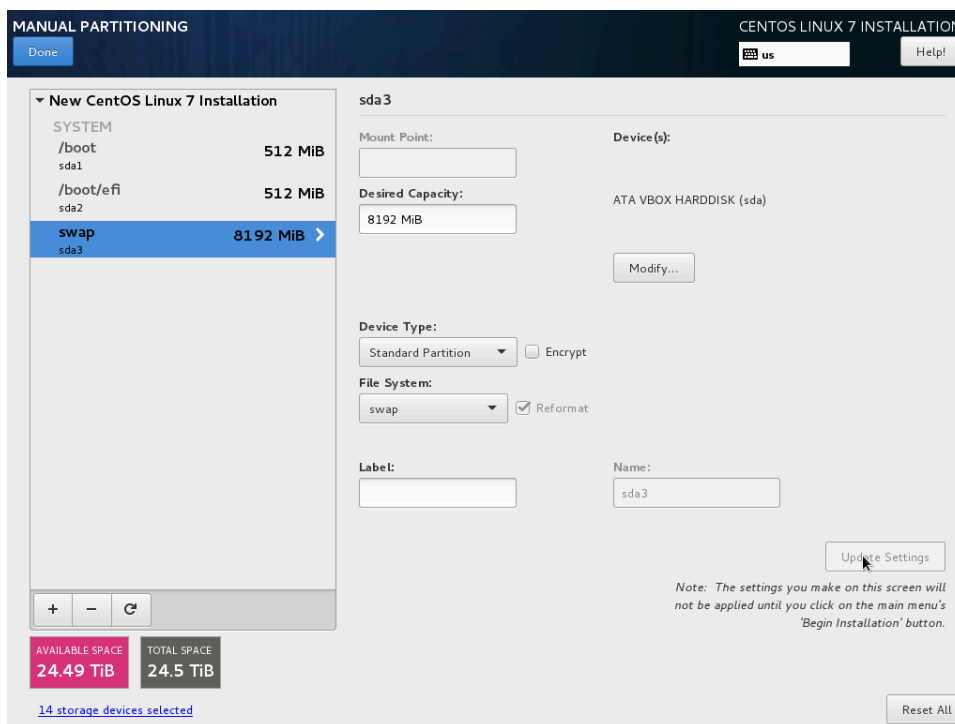 MANUAL PARTITIONING
CENTOS LINUX 7 INSTALLATION
Done
us
Help!
New CentOS Linux 7 Installation
SYSTEM
/boot
512 MiB
sda1
/boot/efi
512 MiB
sda2
swap
8192 MiB
sda3
sda3
Mount Point:
Device(s):
Desired Capacity:
8192 MiB
ATA VBOX HARDDISK (sda)
Modify...
Device Type:
Standard Partition
Encrypt
File System:
swap
Reformat
Label:
Name:
sda3
Update Settings
Note: The settings you make on this screen will
not be applied until you click on the main menu's
'Begin Installation' button.
+ −
AVAILABLE SPACE
24.49 TiB
TOTAL SPACE
24.5 TiB
14 storage devices selected
Reset All